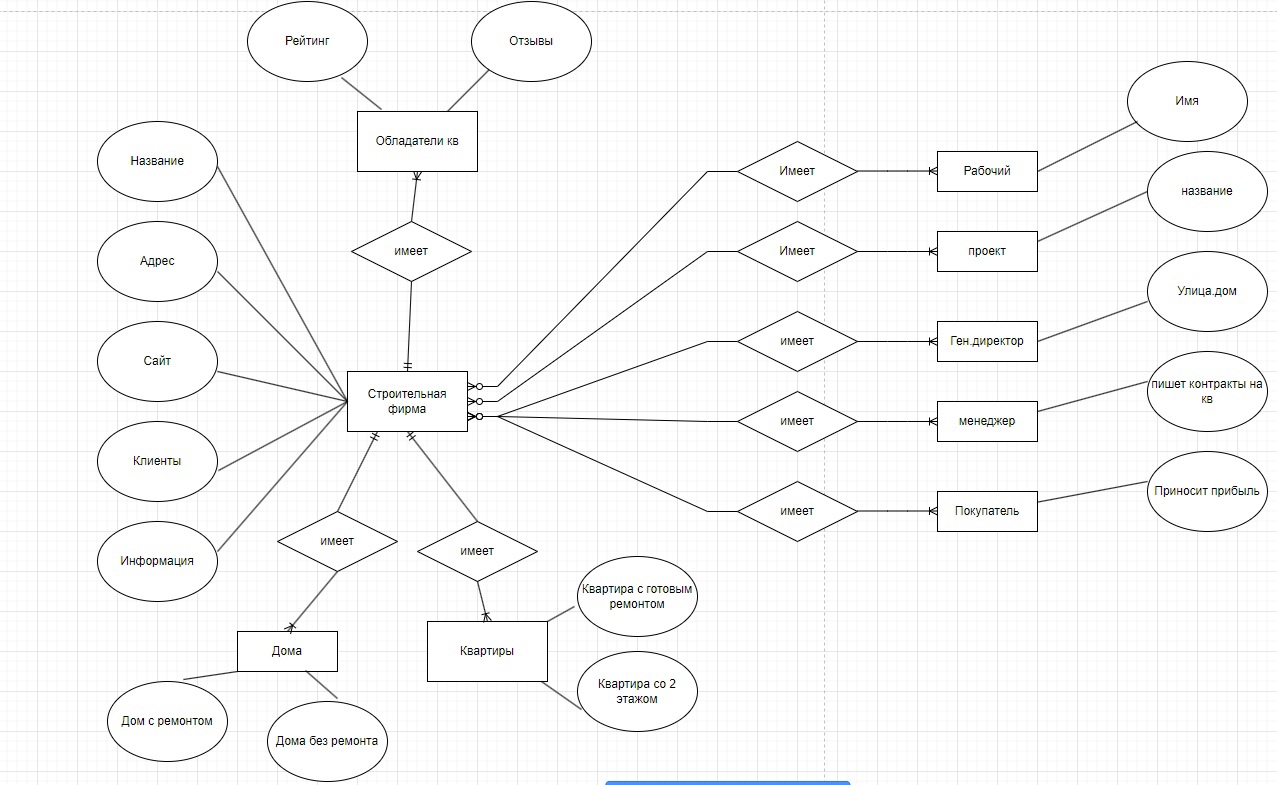 Рейтинг
Отзывы
Обладатели кв
Имя
Название
Имеет
Рабочий
название
Адрес
имеет
Имеет
проект
Улица.дом
Сайт
имеет
Ген.директор
Строительная
фирма
пишет контракты на
кв
имеет
менеджер
Клиенты
Приносит прибыль
имеет
Покупатель
Информация
имеет
имеет
Квартира с готовым
ремонтом
Дома
Квартиры
Квартира со 2
этажом
Дом с ремонтом
Дома без ремонта